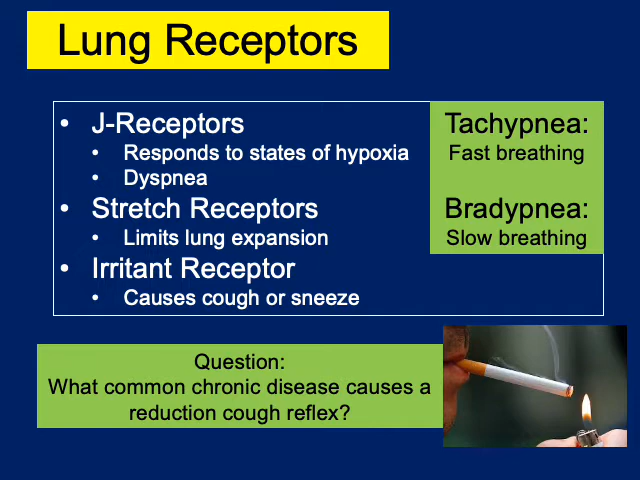 Lung Receptors
• J-Receptors
• Responds to states of hypoxia
• Dyspnea
• Stretch Receptors
• Limits lung expansion
• Irritant Receptor
• Causes cough or sneeze
Tachypnea:
Fast breathing
Bradypnea:
Slow breathing
Question:
What common chronic disease causes a
reduction cough reflex?